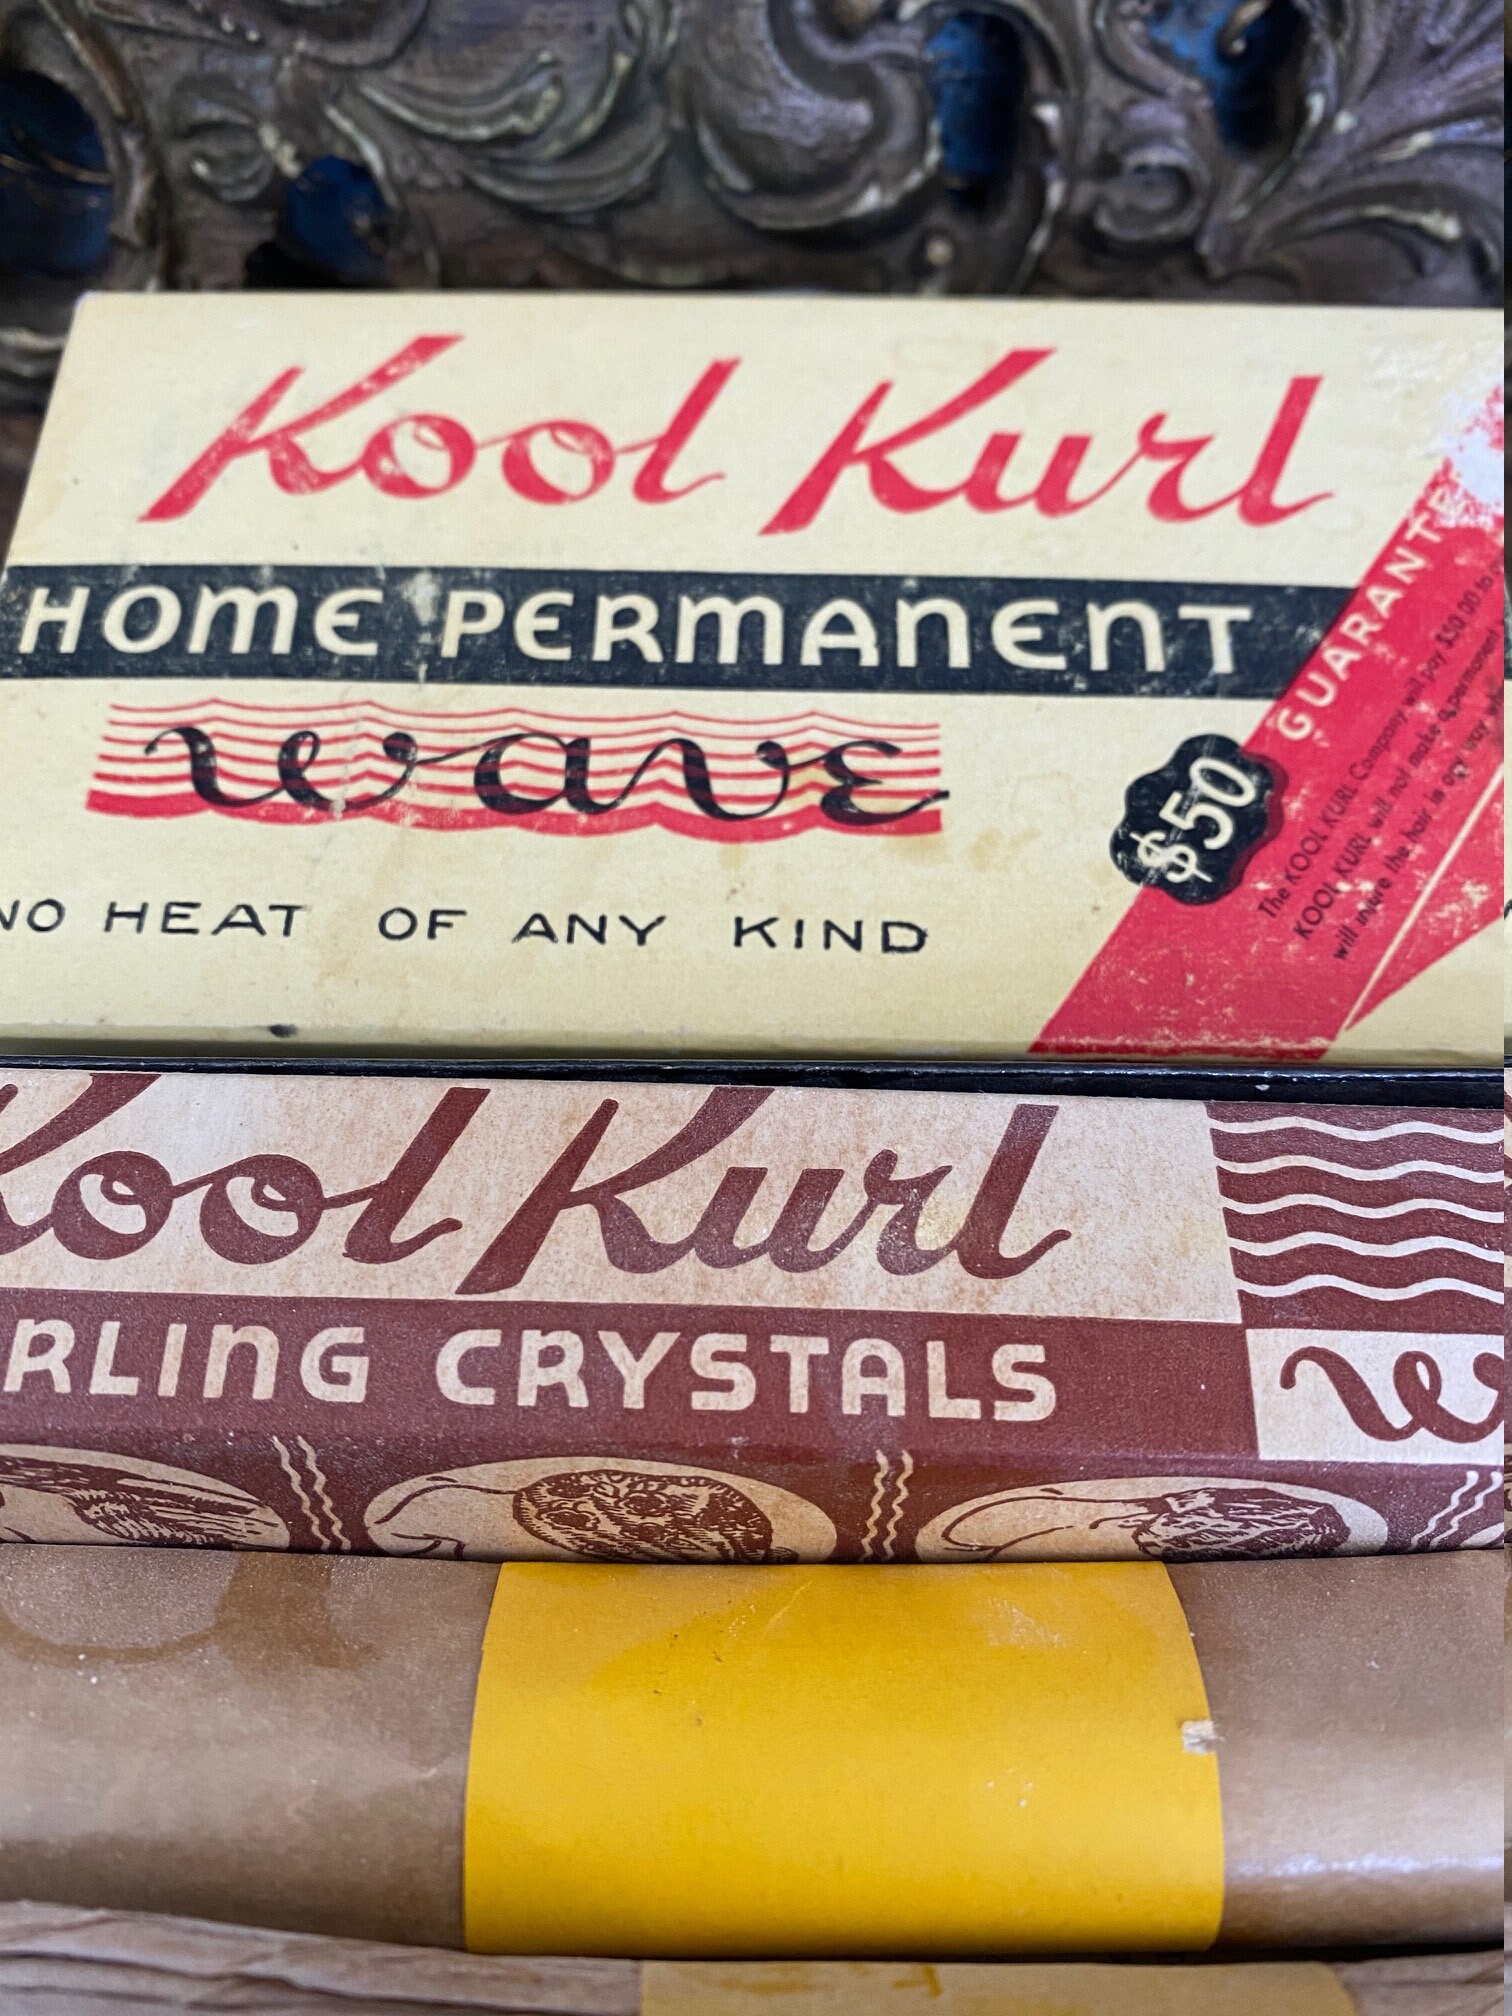 Kool Kurl
HOME PERMANENT
wave
NO HEAT OF ANY KIND
$50
GUARANTE
The KOOL KURL Company will pay $50.00 to
KOOL KURL will not make a permanent
will injure the hair in any way
Kool Kurl
RLING CRYSTALS